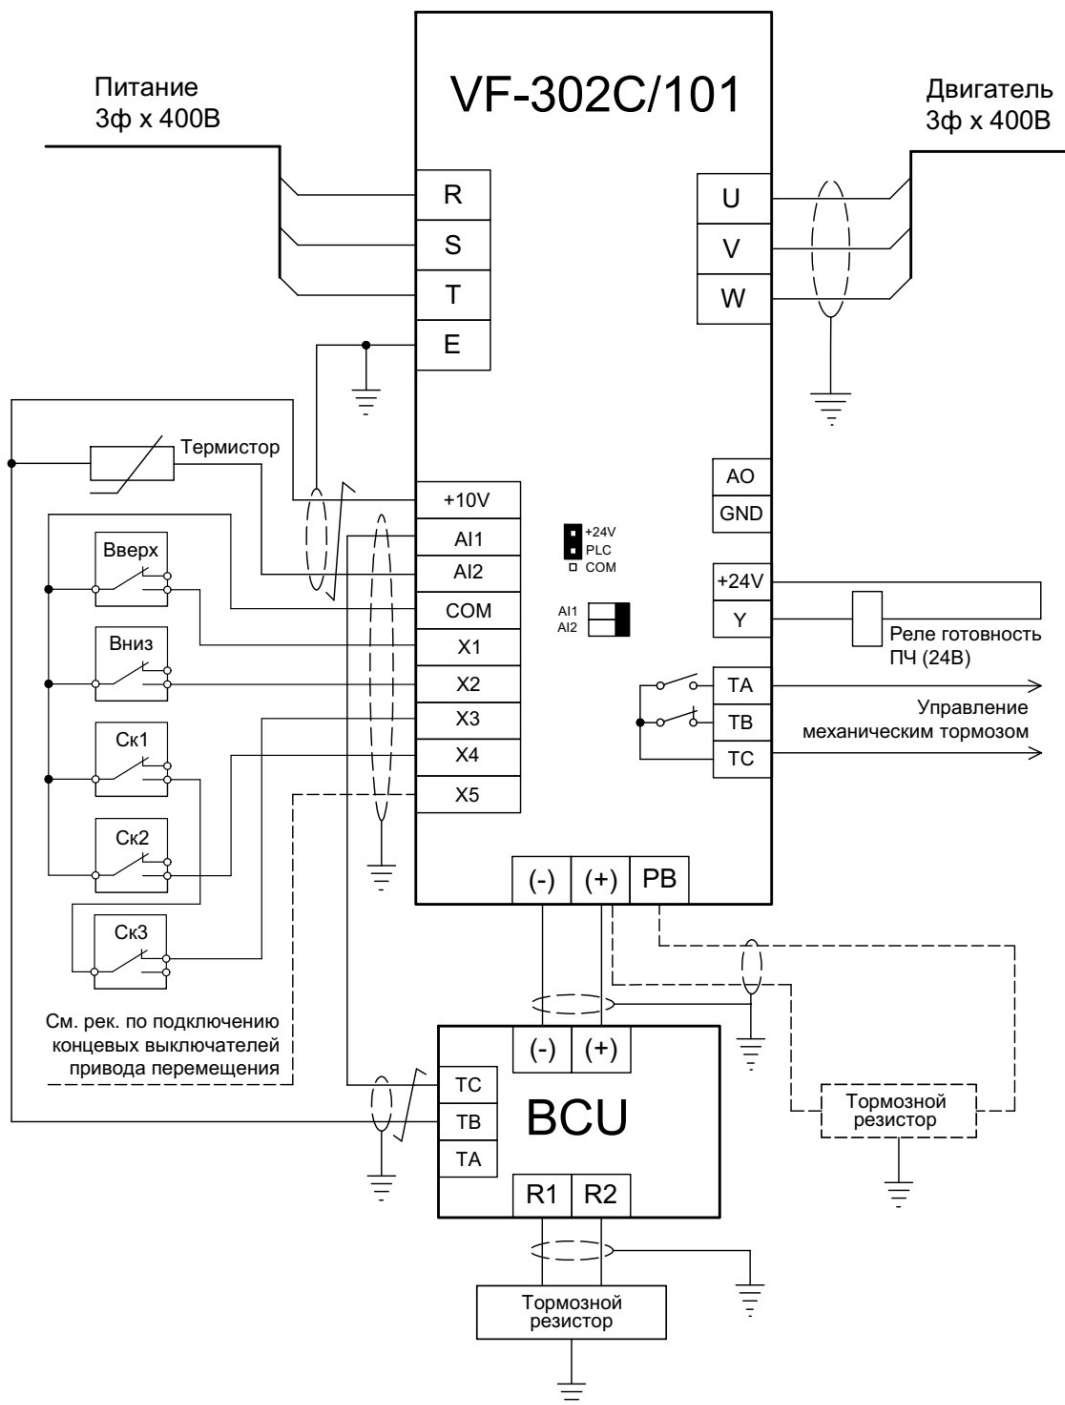 VF-302C/101
Питание
3ф х 400В
Двигатель
3ф х 400В
R
S
T
E
U
V
W
Термистор
+10V
AI1
AI2
COM
X1
X2
X3
X4
X5
Вверх
Вниз
Ск1
Ск2
Ск3
+24V
PLC
COM
AI1
AI2
AO
GND
+24V
Y
TA
TB
TC
Реле готовность
ПЧ (24В)
Управление
механическим тормозом
(-)
(+)
PB
См. рек. по подключению
концевых выключателей
привода перемещения
(-)
(+)
TC
TB
TA
BCU
R1
R2
Тормозной
резистор
Тормозной
резистор